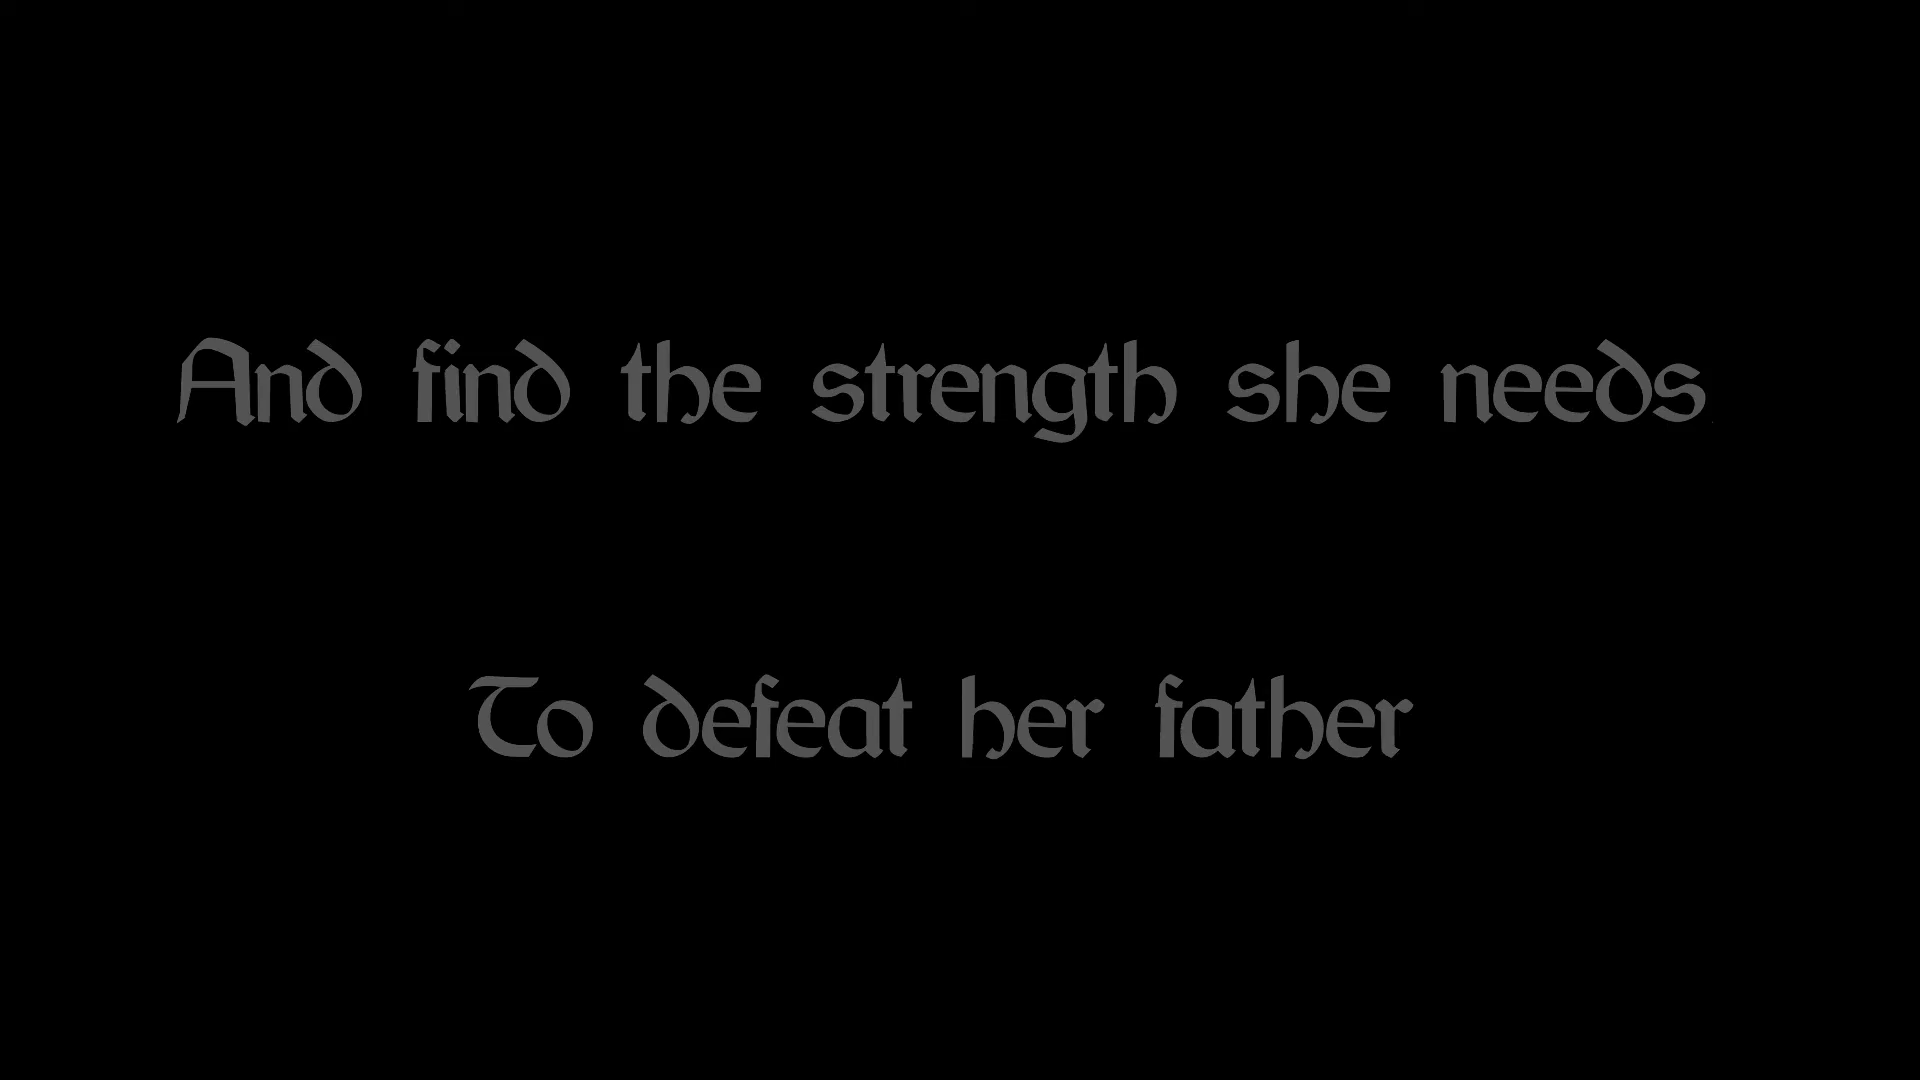 And find the strength she needs
To defeat her father